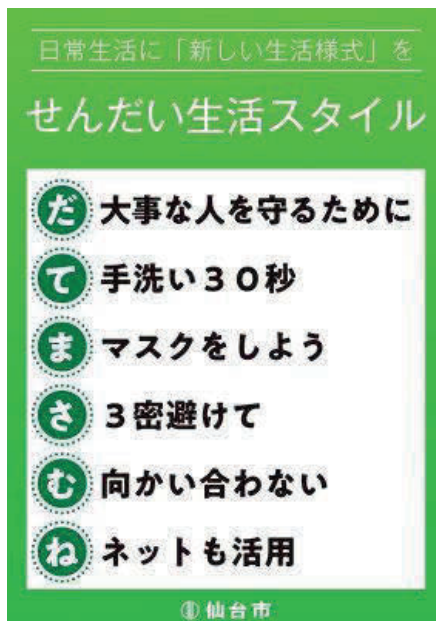 日常生活に「新しい生活様式」を
せんだい生活スタイル
だ 大事な人を守るために
て 手洗い30秒
ま マスクをしよう
さ 3密避けて
む 向かい合わない
ね ネットも活用
仙台市